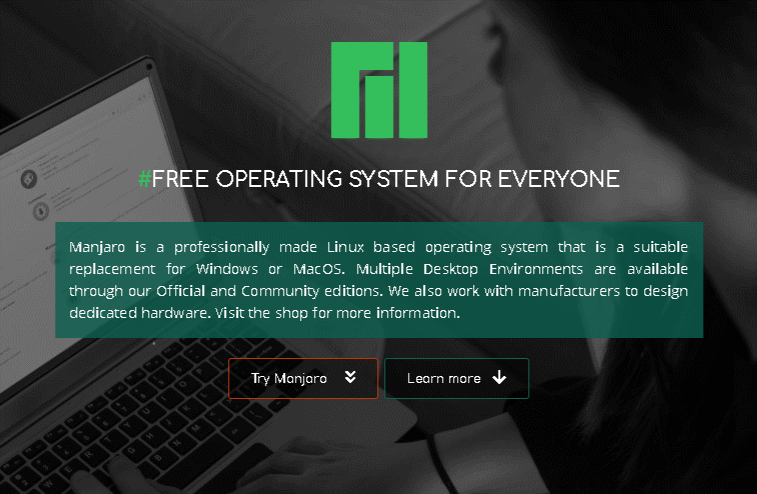 #FREE OPERATING SYSTEM FOR EVERYONE
Manjaro is a professionally made Linux based operating system that is a suitable
replacement for Windows or MacOS. Multiple Desktop Environments are available
through our Official and Community editions. We also work with manufacturers to design
dedicated hardware. Visit the shop for more information.
Try Manjaro
Learn more